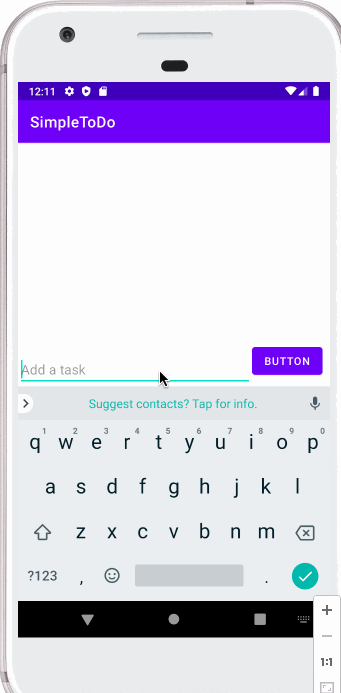 12:11
SimpleToDo
Add a task
BUTTON
Suggest contacts? Tap for info.
1 2 3 4 5 6 7 8 9 0
q w e r t y u i o p
a s d f g h j k l
z x c v b n m
?123 , .
1:1